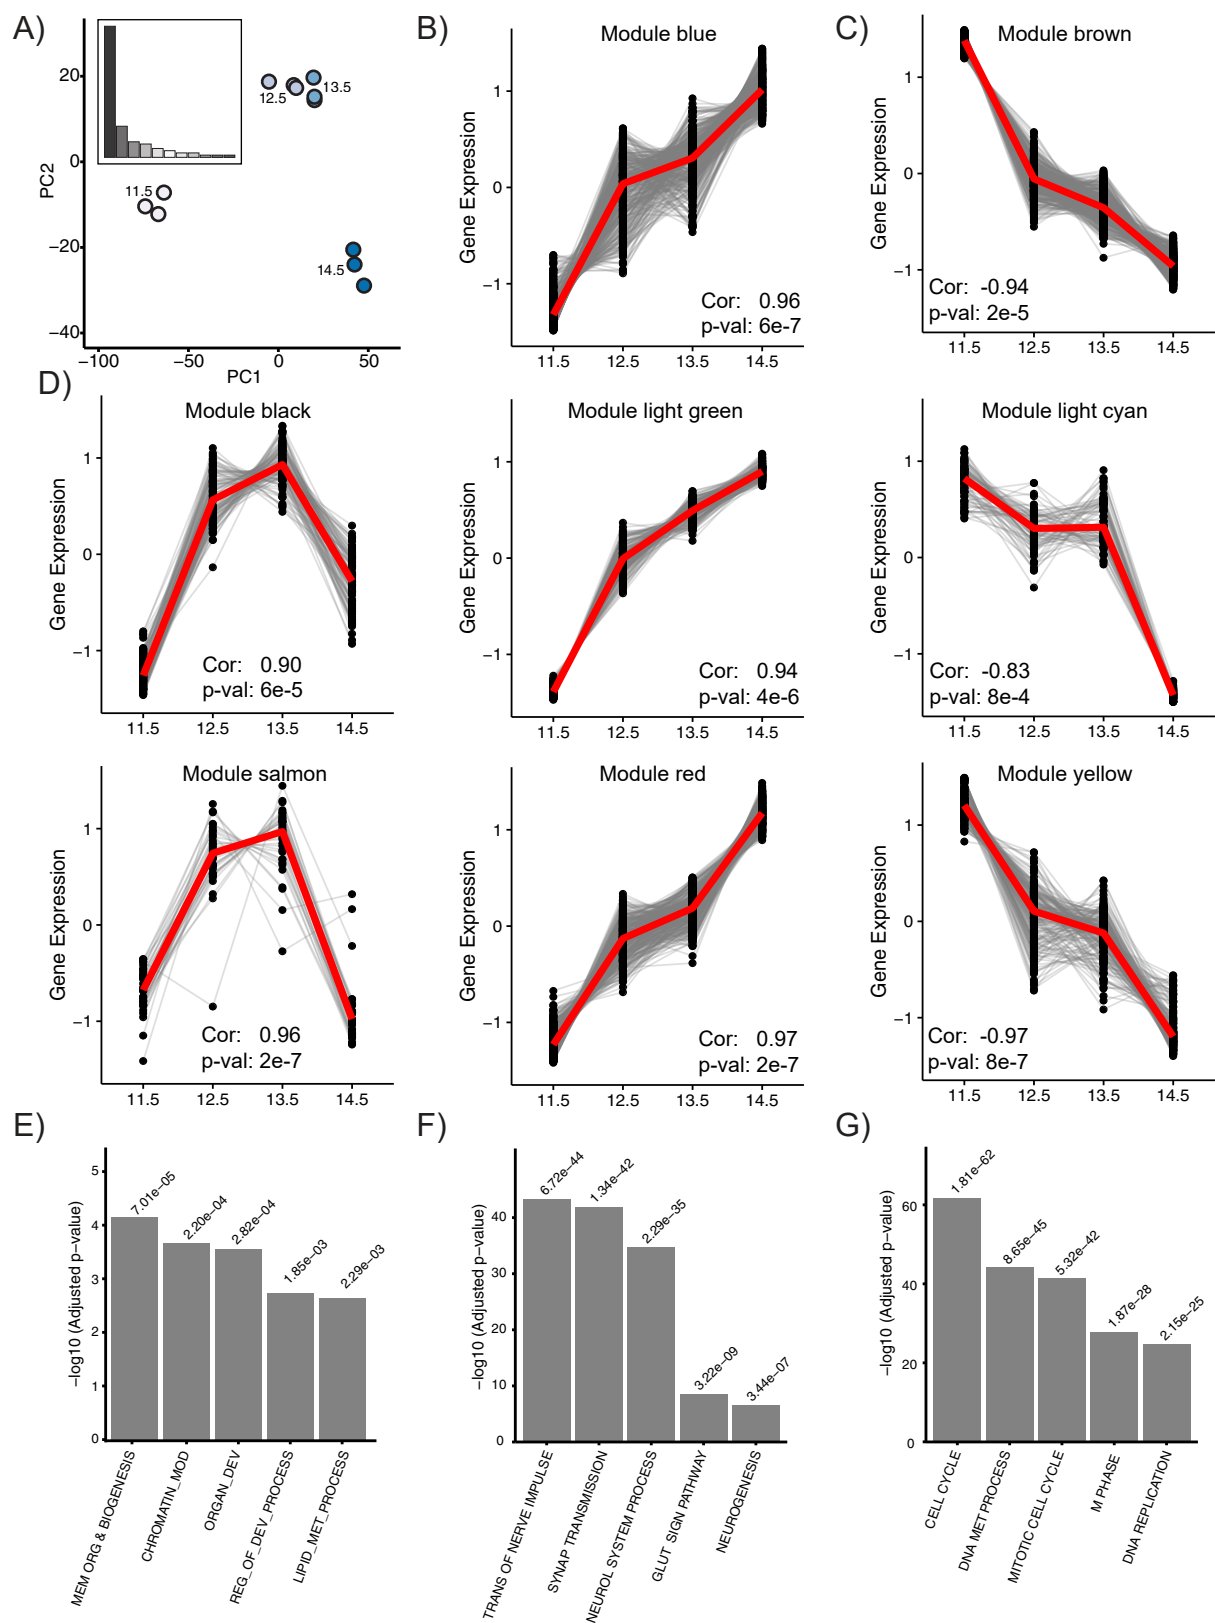 A)
20
0
−20
−40
−100
−50
0
50
PC2
PC1
12.5
13.5
11.5
14.5
B)
Module blue
Gene Expression
1
0
−1
Cor: 0.96
p-val: 6e-7
11.5 12.5 13.5 14.5
C)
Module brown
Gene Expression
1
0
−1
Cor: -0.94
p-val: 2e-5
11.5 12.5 13.5 14.5
D)
Module black
Gene Expression
1
0
−1
Cor: 0.90
p-val: 6e-5
11.5 12.5 13.5 14.5
Module light green
Gene Expression
1
0
−1
Cor: 0.94
p-val: 4e-6
11.5 12.5 13.5 14.5
Module light cyan
Gene Expression
1
0
−1
Cor: -0.83
p-val: 8e-4
11.5 12.5 13.5 14.5
Module salmon
Gene Expression
1
0
−1
Cor: 0.96
p-val: 2e-7
11.5 12.5 13.5 14.5
Module red
Gene Expression
1
0
−1
Cor: 0.97
p-val: 2e-7
11.5 12.5 13.5 14.5
Module yellow
Gene Expression
1
0
−1
Cor: -0.97
p-val: 8e-7
11.5 12.5 13.5 14.5
E)
−log10 (Adjusted p−value)
5
4
3
2
1
0
7.01e−05
2.20e−04
2.82e−04
1.85e−03
2.29e−03
MEM ORG & BIOGENESIS
CHROMATIN_MOD
ORGAN_DEV
REG_OF_DEV_PROCESS
LIPID_MET_PROCESS
F)
−log10 (Adjusted p−value)
40
30
20
10
0
6.72e−44
1.34e−42
2.29e−35
3.22e−09
3.44e−07
TRANS OF NERVE IMPULSE
SYNAP TRANSMISSION
NEUROL SYSTEM PROCESS
GLUT SIGN PATHWAY
NEUROGENESIS
G)
−log10 (Adjusted p−value)
60
40
20
0
1.81e−62
8.65e−45
5.32e−42
1.87e−28
2.15e−25
CELL CYCLE
DNA MET PROCESS
MITOTIC CELL CYCLE
M PHASE
DNA REPLICATION